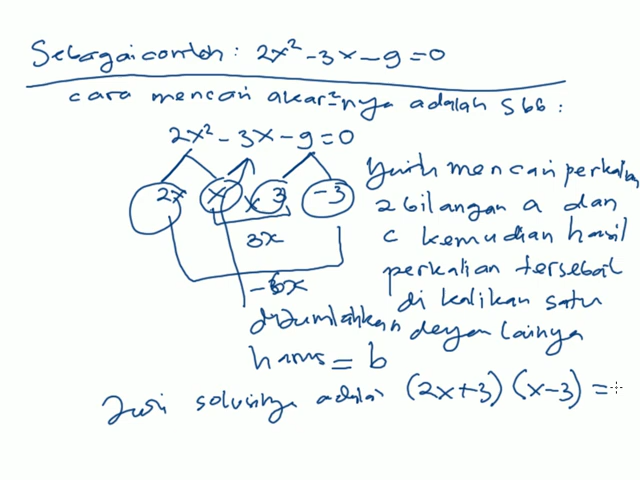 Sebagai contoh : 2x² - 3x - 9 = 0
cara mencari akar²nya adalah sbb :
2x² - 3x - 9 = 0
2x x x 3 -3
3x
-6x
yaitu mencari perkalian
2 bilangan a dan
c kemudian hasil
perkalian tersebut
di kalikan satu
dijumlahkan dengan lainnya
harus = b
Jadi solusinya adalah (2x+3) (x-3) =